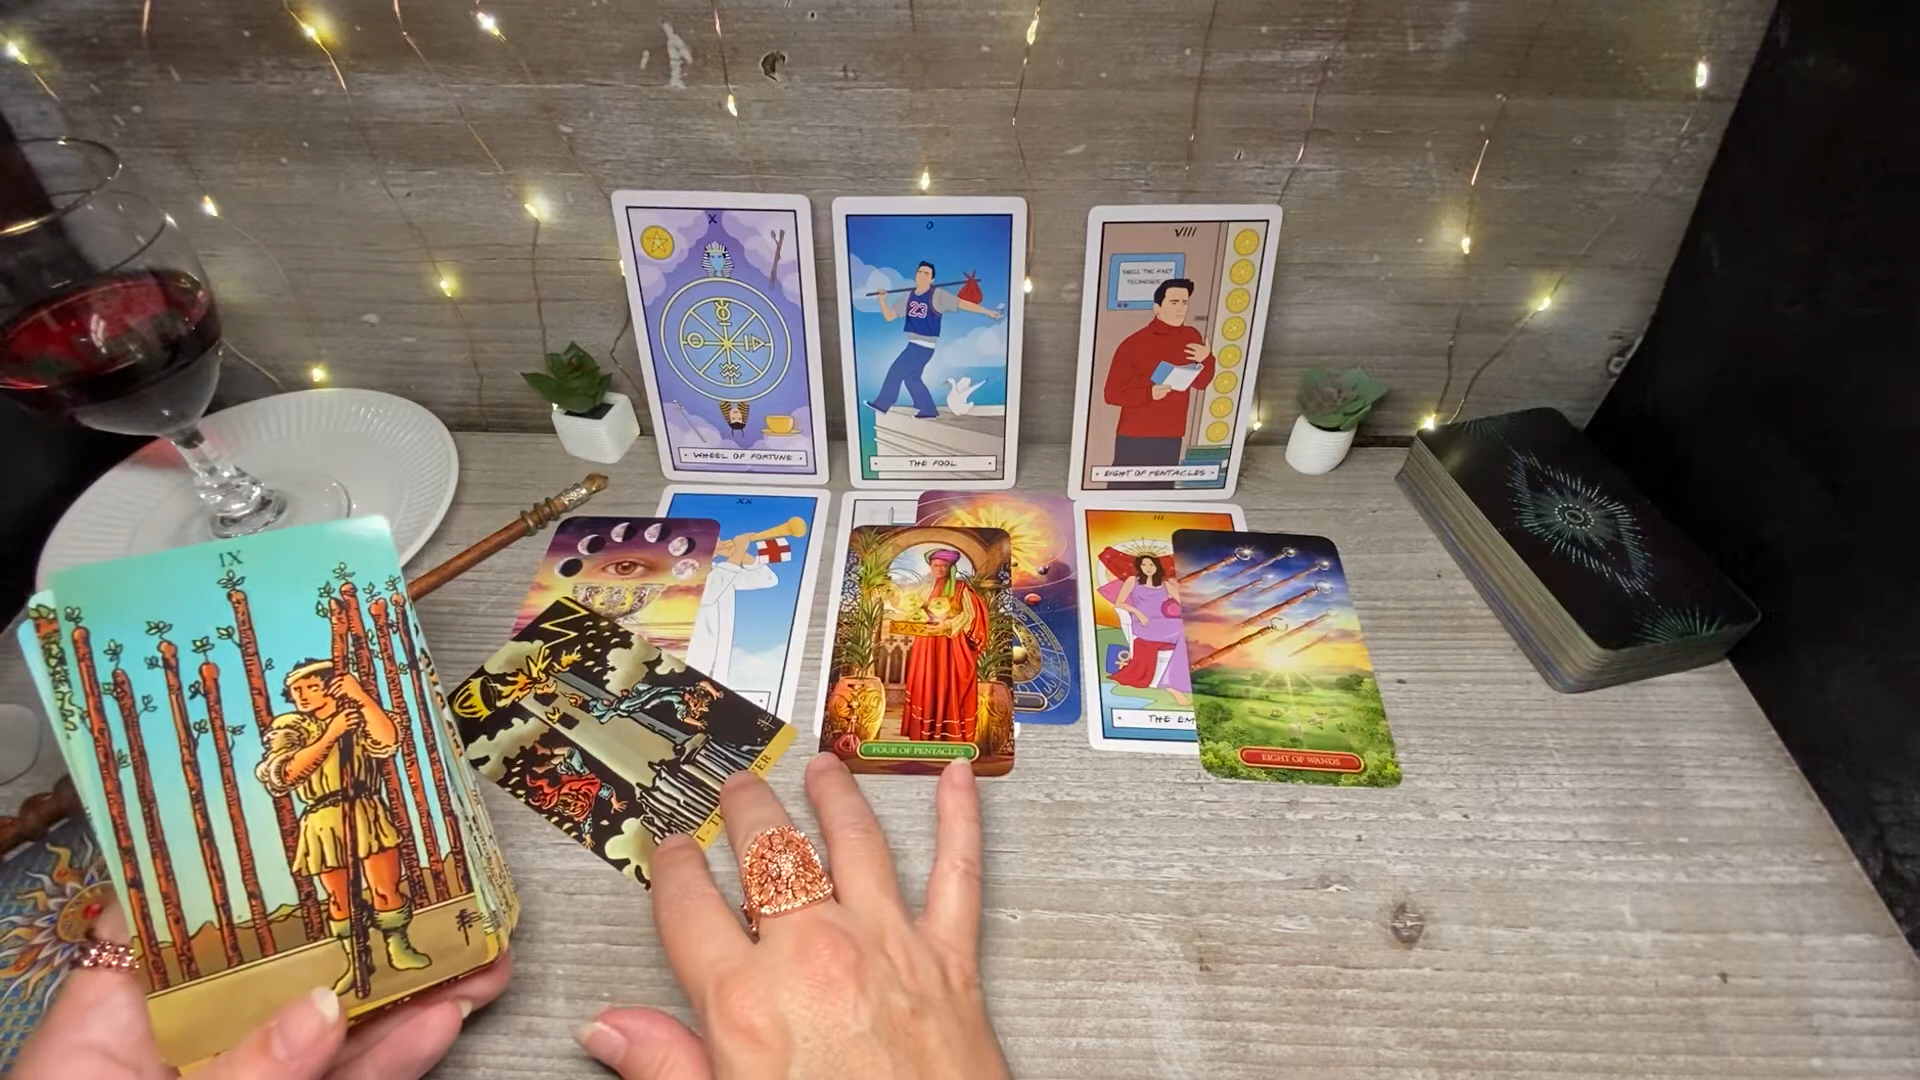 X
WHEEL OF FORTUNE
0
23
THE FOOL
VIII
SMELL THE FART
EIGHT OF PENTACLES
XX
III
IX
FOUR OF PENTACLES
THE EM
EIGHT OF WANDS
ER